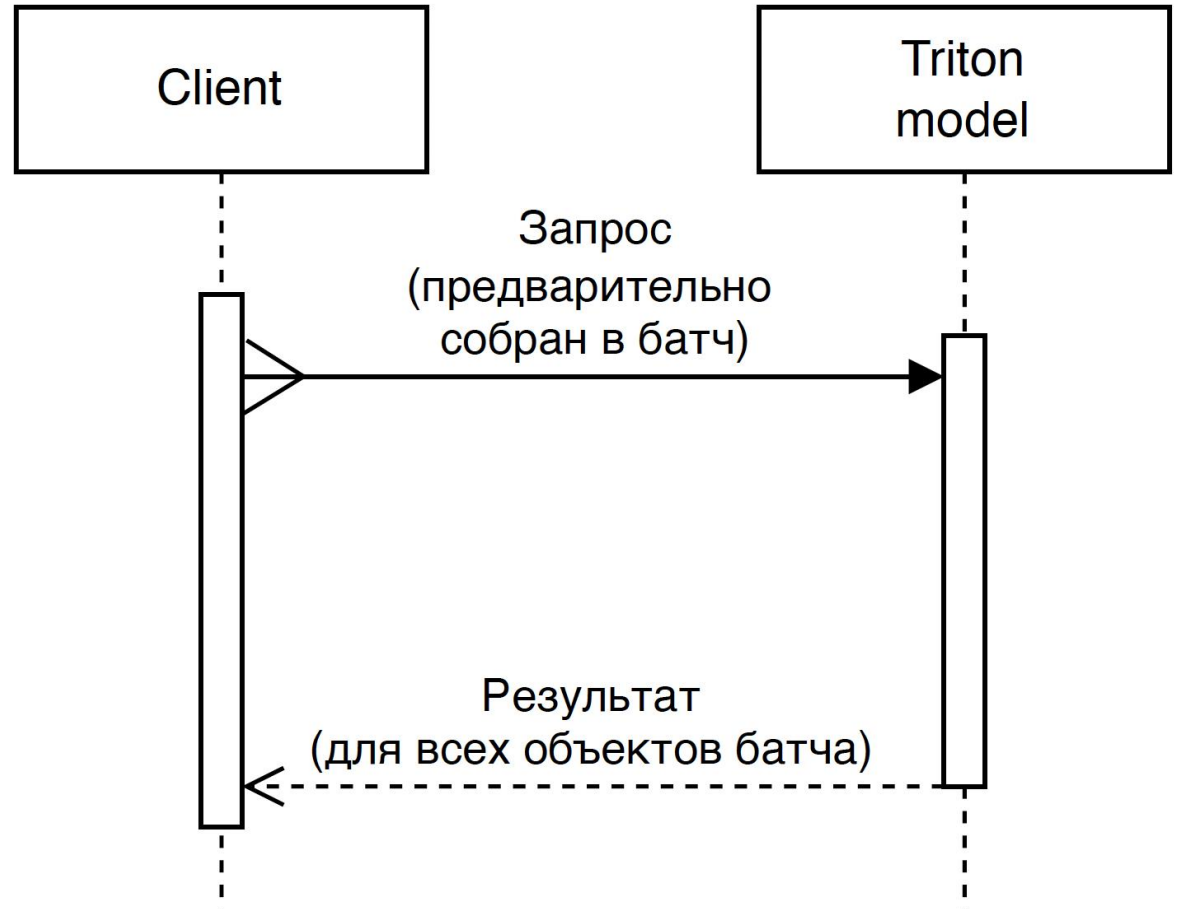 Client
Triton
model
Запрос
(предварительно
собран в батч)
Результат
(для всех объектов батча)